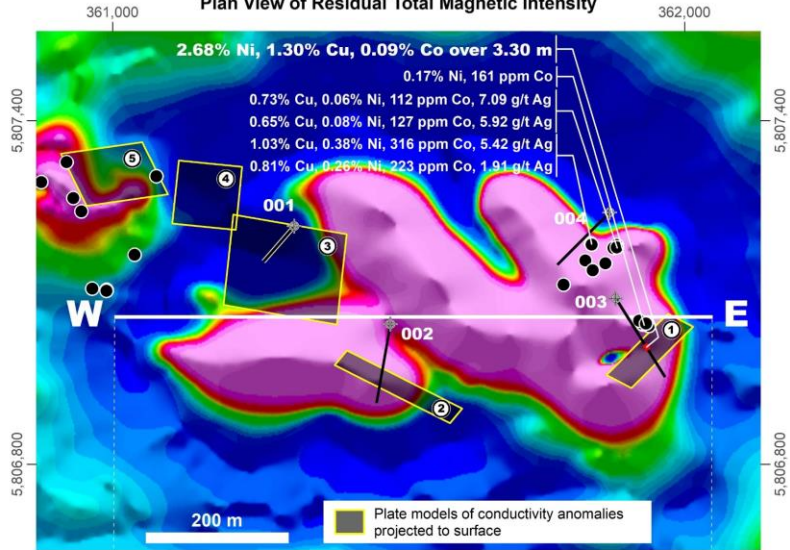 Plan View of Residual Total Magnetic Intensity
361,000
362,000
2.68% Ni, 1.30% Cu, 0.09% Co over 3.30 m
0.17% Ni, 161 ppm Co
0.73% Cu, 0.06% Ni, 112 ppm Co, 7.09 g/t Ag
0.65% Cu, 0.08% Ni, 127 ppm Co, 5.92 g/t Ag
1.03% Cu, 0.38% Ni, 316 ppm Co, 5.42 g/t Ag
0.81% Cu, 0.26% Ni, 223 ppm Co, 1.91 g/t Ag
5,807,400
5,807,400
5
4
001
004
3
003
W
E
1
002
2
5,806,800
5,806,800
200 m
Plate models of conductivity anomalies
projected to surface